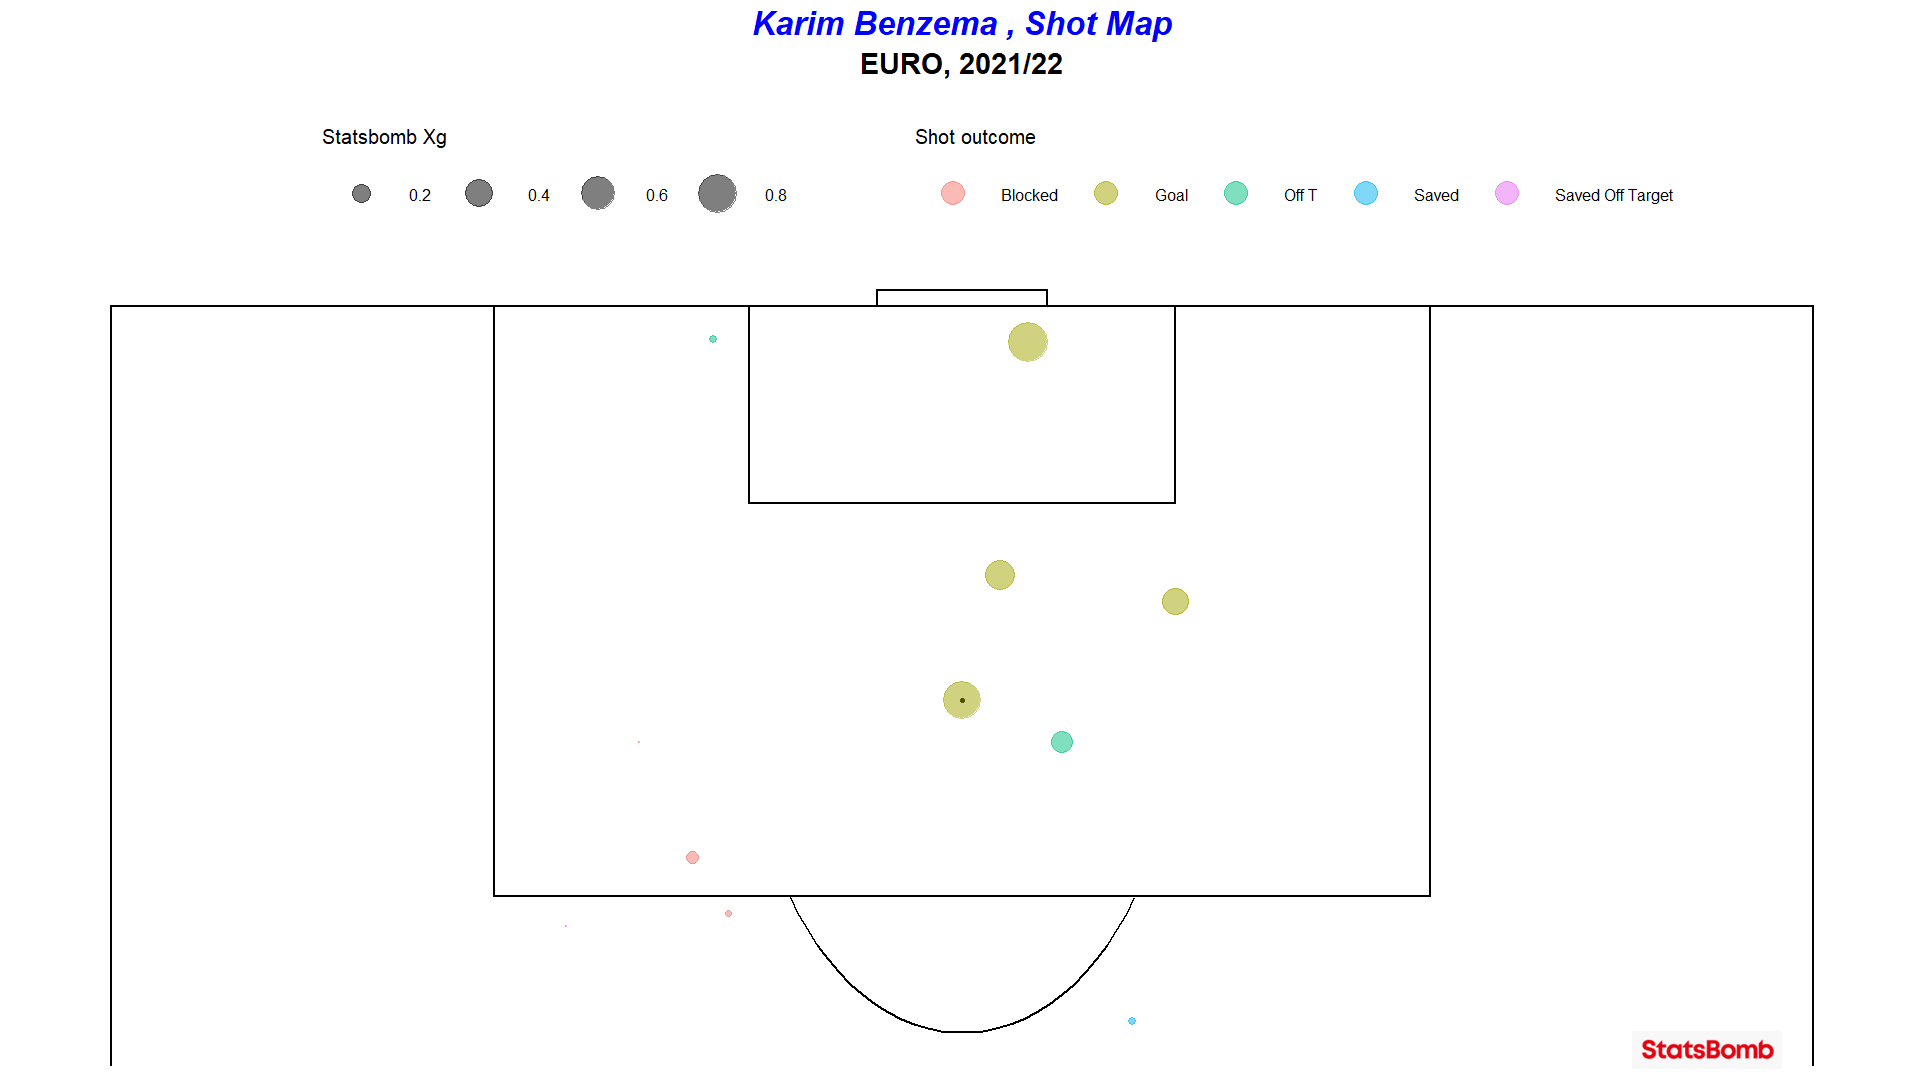 Karim Benzema , Shot Map
EURO, 2021/22
Statsbomb Xg
0.2 0.4 0.6 0.8
Shot outcome
Blocked Goal Off T Saved Saved Off Target
StatsBomb